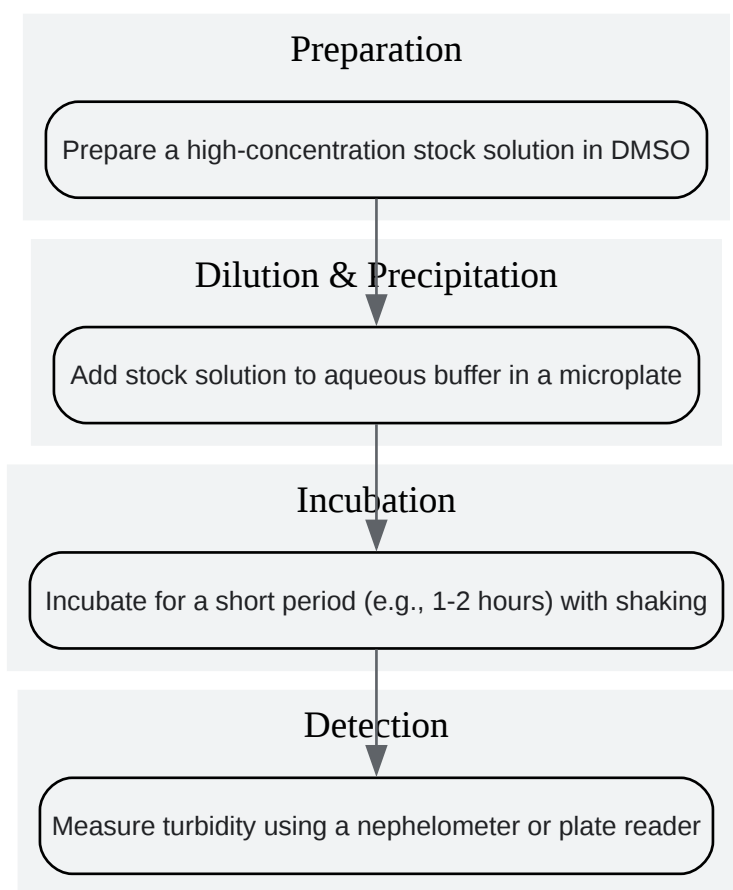 Preparation
Prepare a high-concentration stock solution in DMSO
Dilution & Precipitation
Add stock solution to aqueous buffer in a microplate
Incubation
Incubate for a short period (e.g., 1-2 hours) with shaking
Detection
Measure turbidity using a nephelometer or plate reader